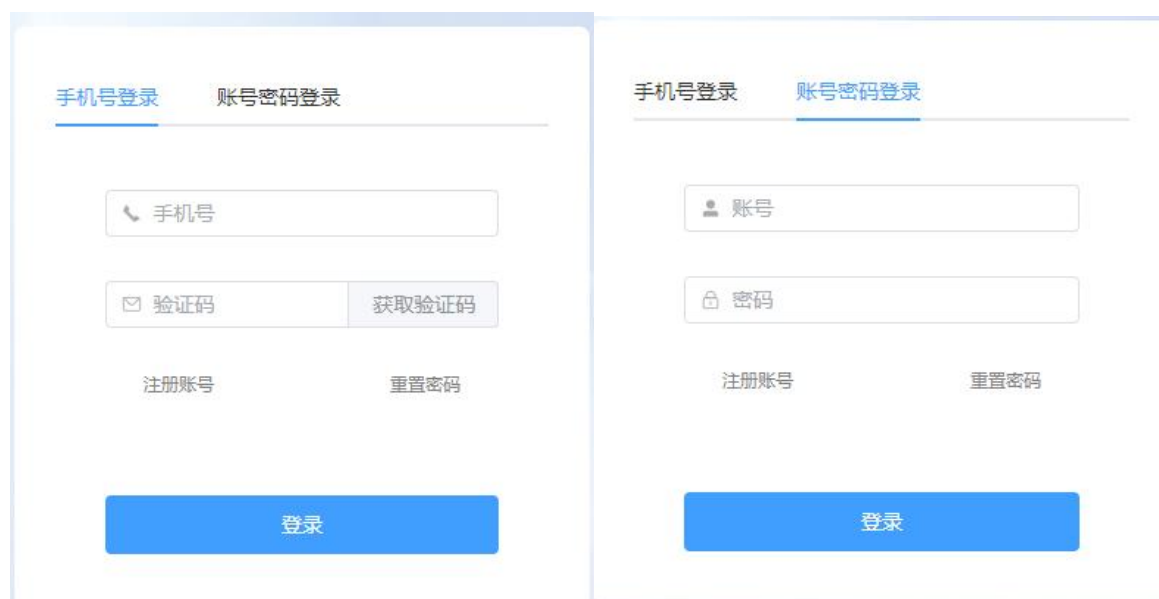 手机号登录 账号密码登录
手机号
验证码 获取验证码
注册账号 重置密码
登录
手机号登录 账号密码登录
账号
密码
注册账号 重置密码
登录